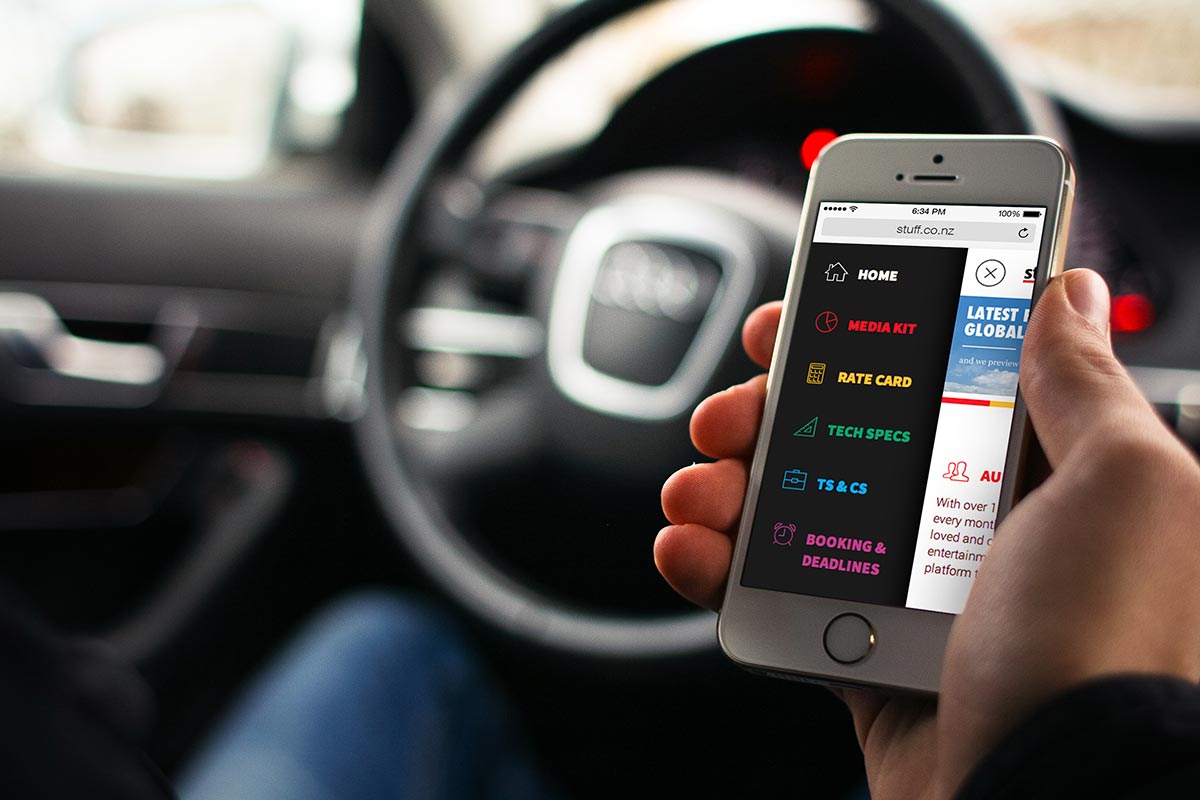 6:34 PM
100%
stuff.co.nz
HOME
MEDIA KIT
RATE CARD
TECH SPECS
TS & CS
BOOKING &
DEADLINES
LATEST
GLOBAL
and we preview
AU
With over 1
every mont
loved and
entertainm
platform t